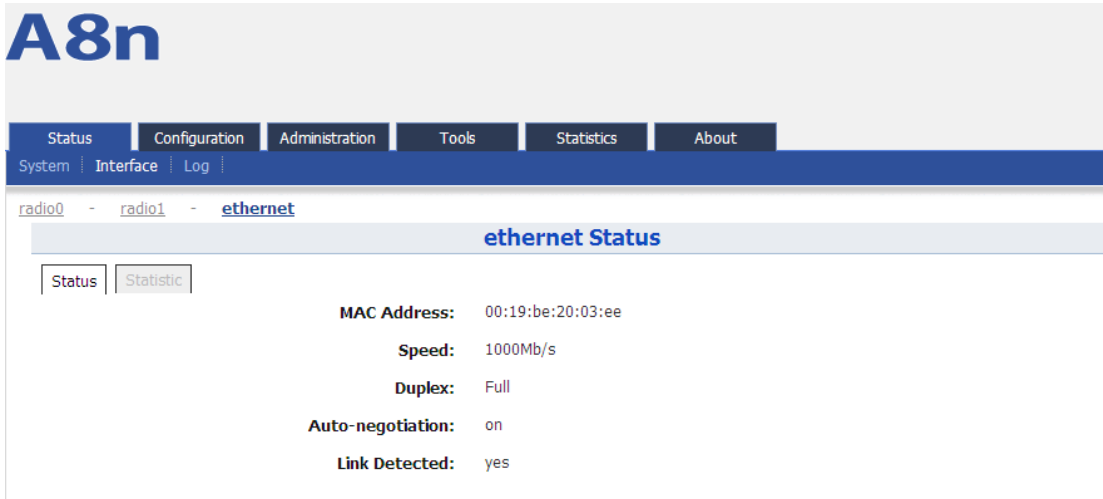 A8n
Status Configuration Administration Tools Statistics About
System Interface Log
radio0 - radio1 - ethernet
ethernet Status
Status Statistic
MAC Address: 00:19:be:20:03:ee
Speed: 1000Mb/s
Duplex: Full
Auto-negotiation: on
Link Detected: yes